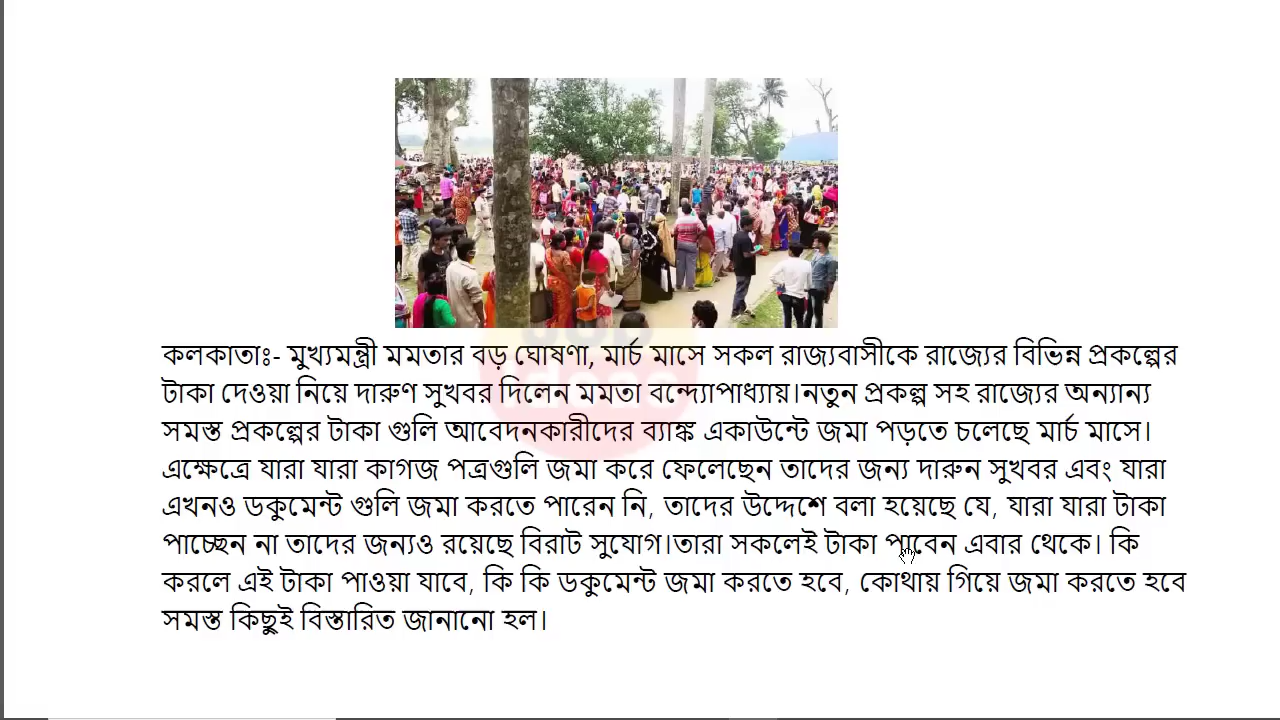 কলকাতাঃ- মুখ্যমন্ত্রী মমতার বড় ঘোষণা, মার্চ মাসে সকল রাজ্যবাসীকে রাজ্যের বিভিন্ন প্রকল্পের
টাকা দেওয়া নিয়ে দারুণ সুখবর দিলেন মমতা বন্দ্যোপাধ্যায়।নতুন প্রকল্প সহ রাজ্যের অন্যান্য
সমস্ত প্রকল্পের টাকা গুলি আবেদনকারীদের ব্যাঙ্ক একাউন্টে জমা পড়তে চলেছে মার্চ মাসে।
এক্ষেত্রে যারা যারা কাগজ পত্রগুলি জমা করে ফেলেছেন তাদের জন্য দারুন সুখবর এবং যারা
এখনও ডকুমেন্ট গুলি জমা করতে পারেন নি, তাদের উদ্দেশে বলা হয়েছে যে, যারা যারা টাকা
পাচ্ছেন না তাদের জন্যও রয়েছে বিরাট সুযোগ।তারা সকলেই টাকা পাবেন এবার থেকে। কি
করলে এই টাকা পাওয়া যাবে, কি কি ডকুমেন্ট জমা করতে হবে, কোথায় গিয়ে জমা করতে হবে
সমস্ত কিছুই বিস্তারিত জানানো হল।